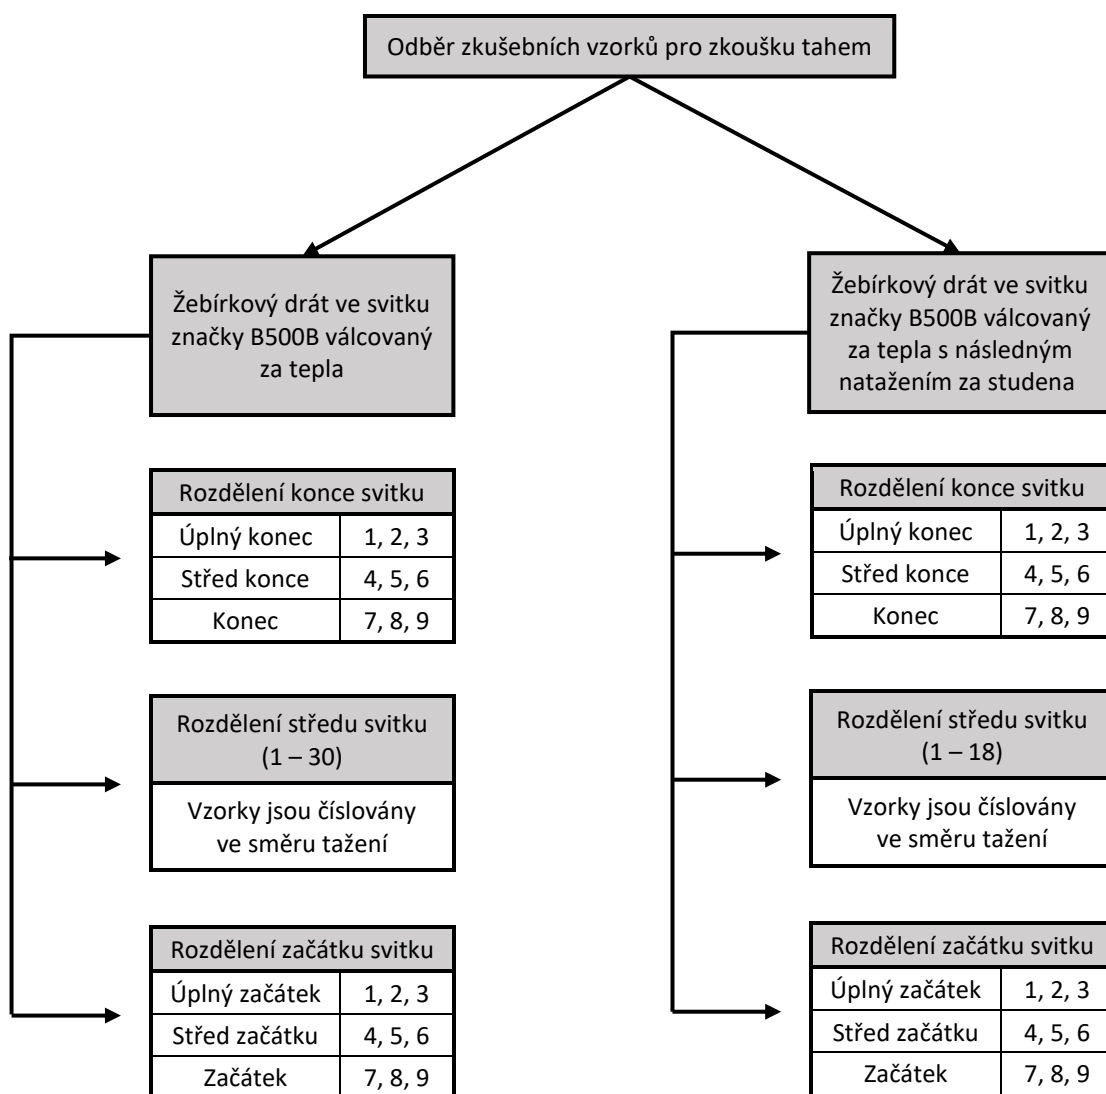 Odběr zkušebních vzorků pro zkoušku tahem
Žebírkový drát ve svitku
značky B500B válcovaný
za tepla
Rozdělení konce svitku
Úplný konec 1, 2, 3
Střed konce 4, 5, 6
Konec 7, 8, 9
Rozdělení středu svitku
(1 – 30)
Vzorky jsou číslovány
ve směru tažení
Rozdělení začátku svitku
Úplný začátek 1, 2, 3
Střed začátku 4, 5, 6
Začátek 7, 8, 9
Žebírkový drát ve svitku
značky B500B válcovaný
za tepla s následným
natažením za studena
Rozdělení konce svitku
Úplný konec 1, 2, 3
Střed konce 4, 5, 6
Konec 7, 8, 9
Rozdělení středu svitku
(1 – 18)
Vzorky jsou číslovány
ve směru tažení
Rozdělení začátku svitku
Úplný začátek 1, 2, 3
Střed začátku 4, 5, 6
Začátek 7, 8, 9